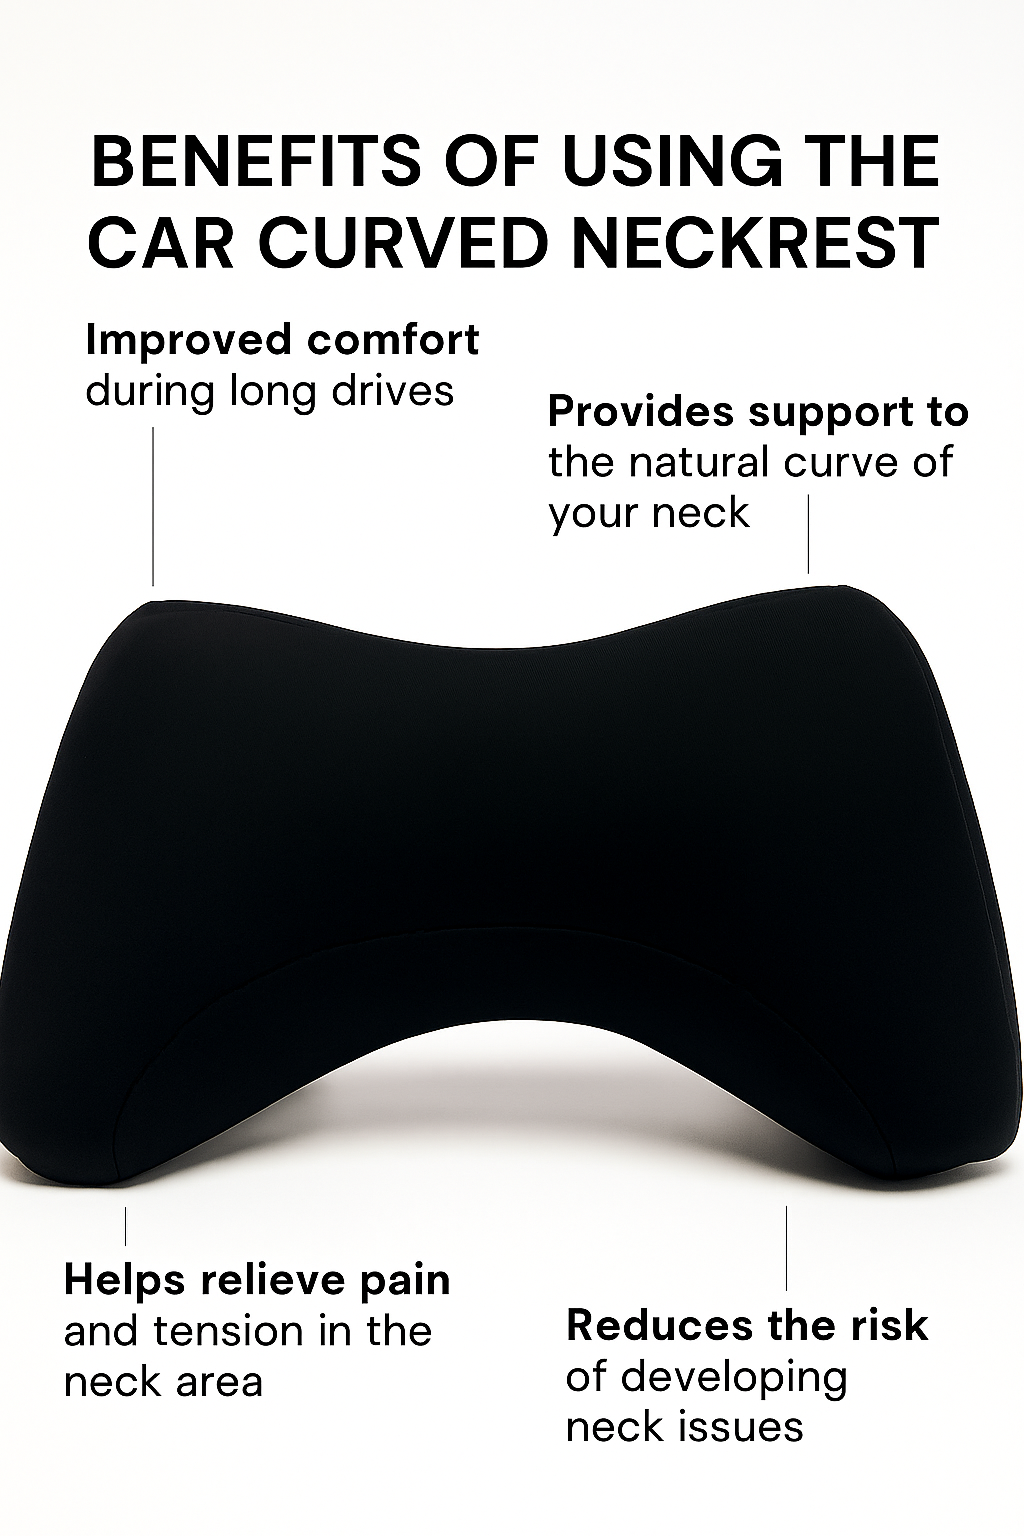 BENEFITS OF USING THE
CAR CURVED NECKREST
Improved comfort
during long drives
Provides support to
the natural curve of
your neck
Helps relieve pain
and tension in the
neck area
Reduces the risk
of developing
neck issues